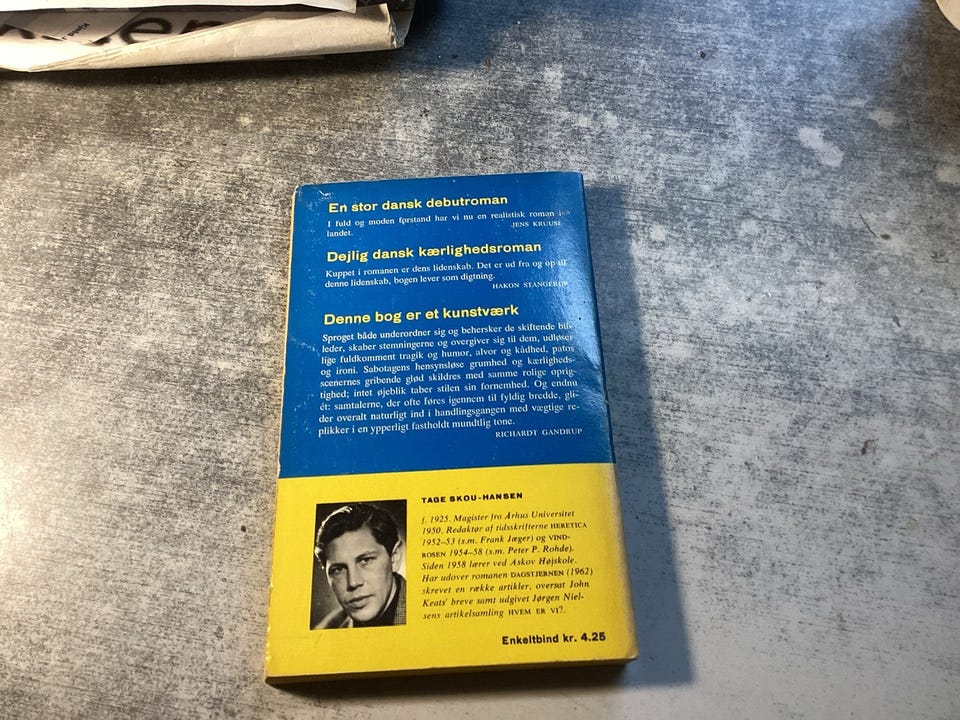 En stor dansk debutroman
I fuld og moden forstand har vi nu en realistisk roman i
landet.
JENS KRUUSE
Dejlig dansk kærlighedsroman
Kuppet i romanen er dens lidenskab. Det er ud fra og op til
denne lidenskab, bogen lever som digtning.
HAKON STANGERUP
Denne bog er et kunstværk
Sproget både underordner sig og behersker de skiftende bil-
leder, skaber stemningerne og overgiver sig til dem, udløser
lige fuldkomment tragik og humor, alvor og kådhed, patos
og ironi. Sabotagens hensynsløse grumhed og kærligheds-
scenernes gribende glød skildres med samme rolige oprig-
tighed; intet øjeblik taber stilen sin fornemhed. Og endnu
ét: samtalerne, der ofte føres igennem til fyldig bredde, gli-
der overalt naturligt ind i handlingsgangen med vægtige re-
plikker i en ypperligt fastholdt mundtlig tone.
RICHARDT GANDRUP
TAGE SKOU-HANSEN
f. 1925. Magister fra Århus Universitet
1950. Redaktør af tidsskrifterne HERETICA
1952-53 (s.m. Frank Jæger) og VIND-
ROSEN 1954-58 (s.m. Peter P. Rohde).
Siden 1958 lærer ved Askov Højskole.
Har udover romanen DAGSTJERNEN (1962)
skrevet en række artikler, oversat John
Keats' breve samt udgivet Jørgen Niel-
sens artikelsamling HVEM ER VI?.
Enkeltbind kr. 4.25